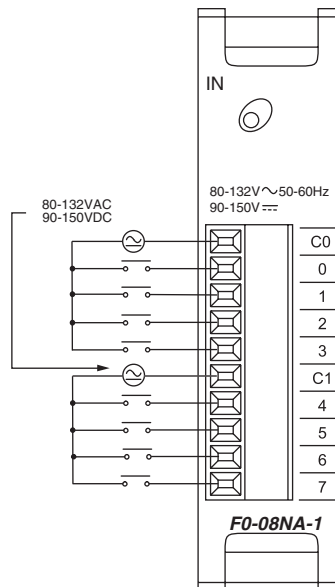 IN
80-132V∼50-60Hz
90-150V⎓
80-132VAC
90-150VDC
C0
0
1
2
3
C1
4
5
6
7
F0-08NA-1